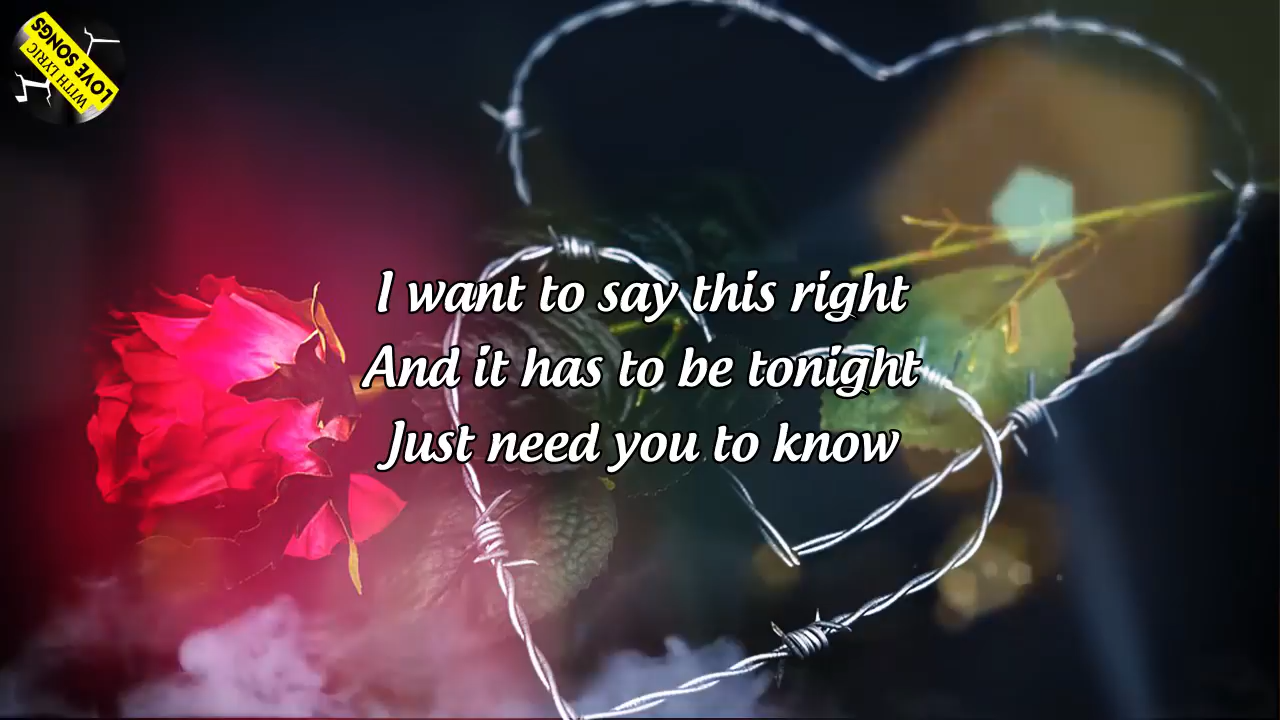 LOVE SONGS
WITH LYRIC
I want to say this right
And it has to be tonight
Just need you to know